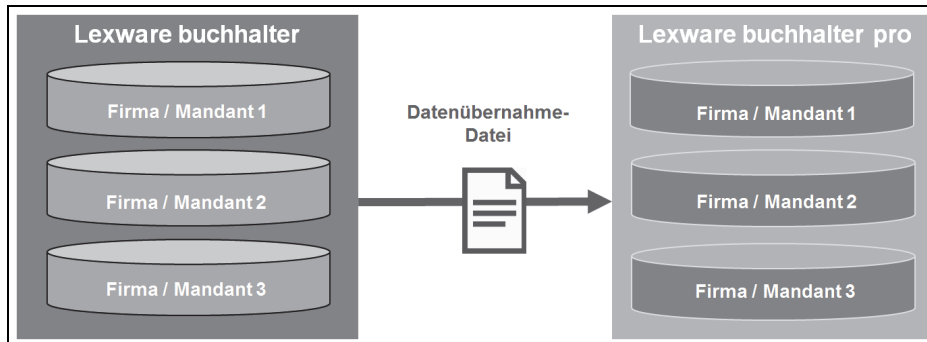 Lexware buchhalter
Firma / Mandant 1
Firma / Mandant 2
Firma / Mandant 3
Datenübernahme-
Datei
Lexware buchhalter pro
Firma / Mandant 1
Firma / Mandant 2
Firma / Mandant 3